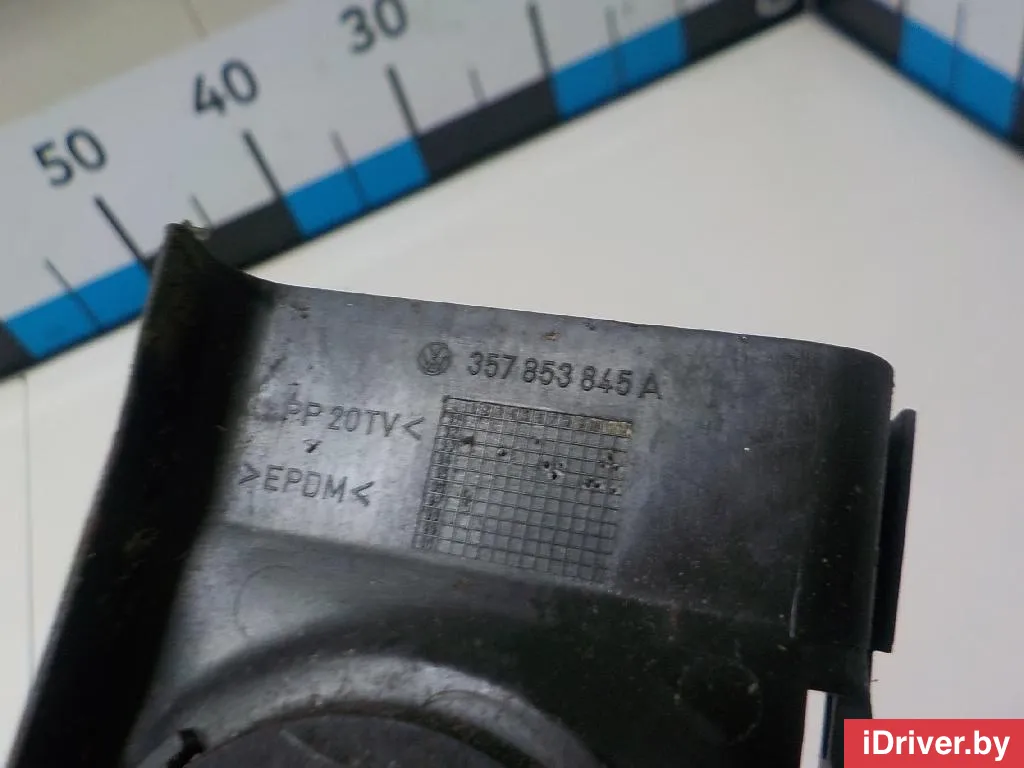 50 40 30
357 853 845 A
PP 20TV<
>EPDM<
iDriver.by